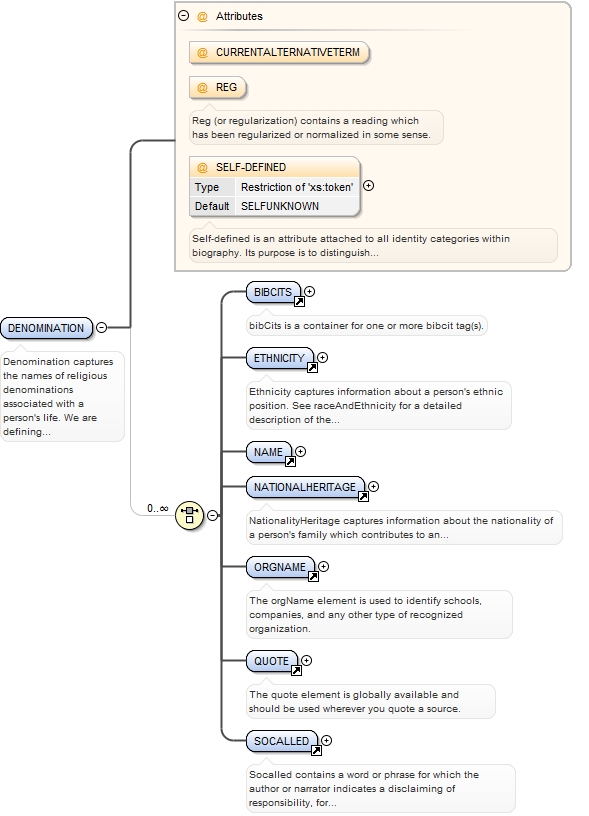 Attributes
CURRENTALTERNATIVETERM
REG
Reg (or regularization) contains a reading which
has been regularized or normalized in some sense.
SELF-DEFINED
Type Restriction of 'xs:token'
Default SELFUNKNOWN
Self-defined is an attribute attached to all identity categories within
biography. Its purpose is to distinguish...
DENOMINATION
Denomination captures
the names of religious
denominations
associated with a
person's life. We are
defining...
0..∞
BIBCITS
bibCits is a container for one or more bibcit tag(s).
ETHNICITY
Ethnicity captures information about a person's ethnic
position. See raceAndEthnicity for a detailed
description of the...
NAME
NATIONALHERITAGE
NationalityHeritage captures information about the nationality of
a person's family which contributes to an...
ORGNAME
The orgName element is used to identify schools,
companies, and any other type of recognized
organization.
QUOTE
The quote element is globally available and
should be used wherever you quote a source.
SOCALLED
Socalled contains a word or phrase for which the
author or narrator indicates a disclaiming of
responsibility, for...